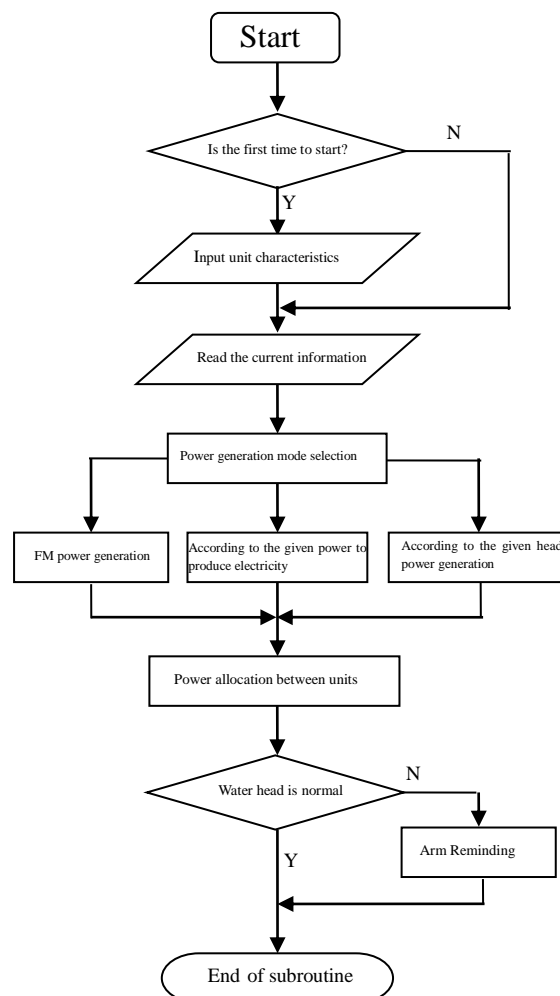 Start
N
Is the first time to start?
Y
Input unit characteristics
Read the current information
Power generation mode selection
FM power generation
According to the given power to
produce electricity
According to the given head
power generation
Power allocation between units
N
Water head is normal
Y
Arm Reminding
End of subroutine